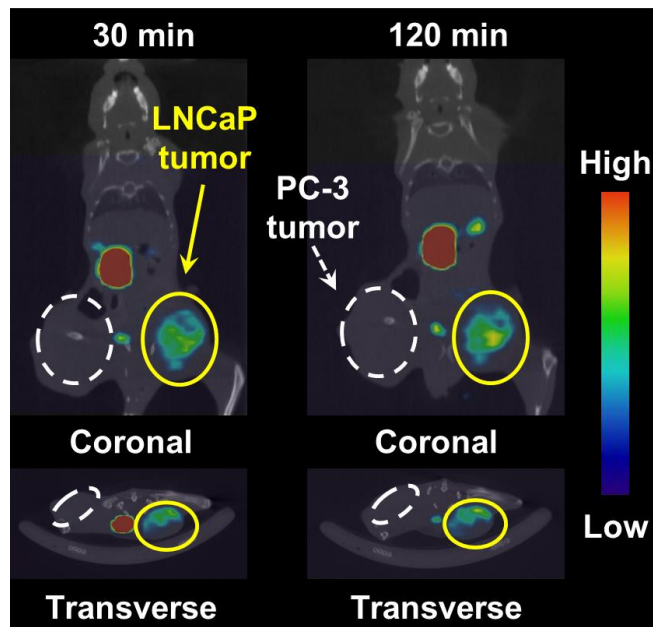 30 min
120 min
LNCaP
tumor
PC-3
tumor
High
Low
Coronal
Coronal
Transverse
Transverse